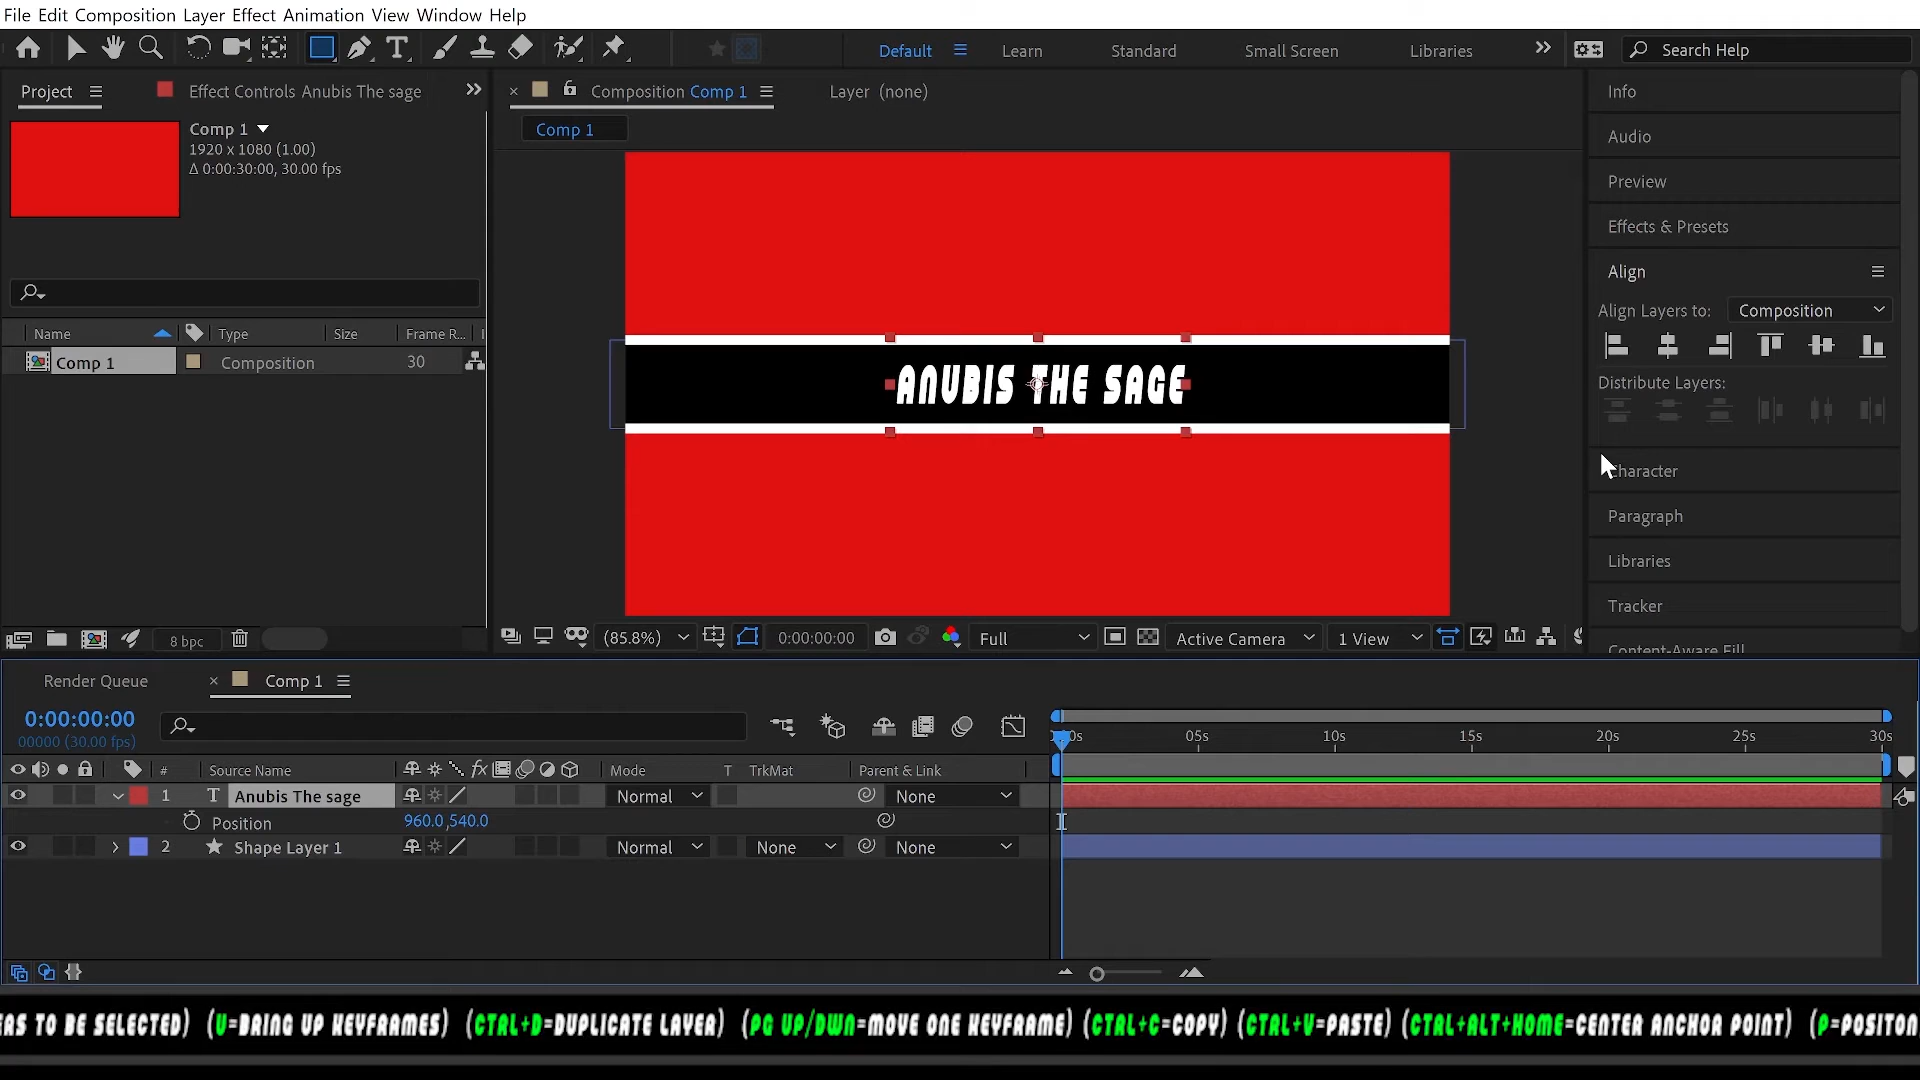 File Edit Composition Layer Effect Animation View Window Help
Default Learn Standard Small Screen Libraries Search Help
Project Effect Controls Anubis The sage
Composition Comp 1 Layer (none)
Comp 1
Comp 1
1920 x 1080 (1.00)
Δ 0:00:30:00, 30.00 fps
Name Type Size Frame R...
Comp 1 Composition 30
8 bpc
ANUBIS THE SAGE
(85.8%) 0:00:00:00 Full Active Camera 1 View
Info
Audio
Preview
Effects & Presets
Align
Align Layers to: Composition
Distribute Layers:
Character
Paragraph
Libraries
Tracker
Content-Aware Fill
Render Queue Comp 1
0:00:00:00
00000 (30.00 fps)
# Source Name fx Mode T TrkMat Parent & Link
05s 10s 15s 20s 25s 30s
1 T Anubis The sage Normal None
Position 960.0,540.0
2 Shape Layer 1 Normal None None
TO BE SELECTED) (U=BRING UP KEYFRAMES) (CTRL+D=DUPLICATE LAYER) (PG UP/DWN=MOVE ONE KEYFRAME) (CTRL+C=COPY) (CTRL+V=PASTE) (CTRL+ALT+HOME=CENTER ANCHOR POINT) (P=POSITON